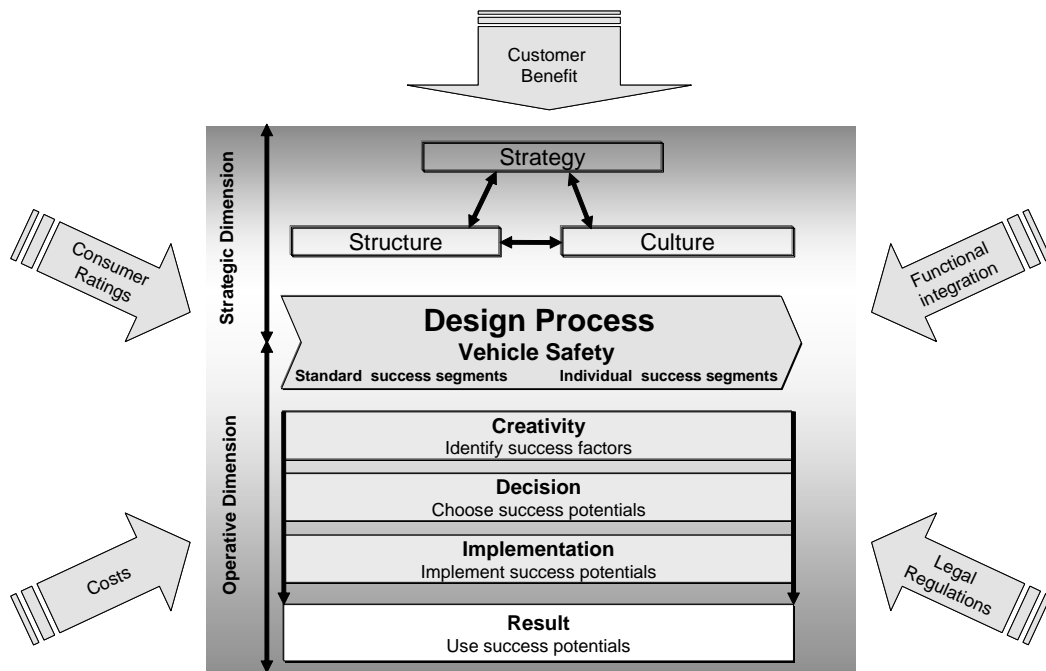 Customer
Benefit
Strategic Dimension
Strategy
Structure
Culture
Consumer
Ratings
Functional
integration
Design Process
Vehicle Safety
Standard success segments
Individual success segments
Operative Dimension
Creativity
Identify success factors
Decision
Choose success potentials
Implementation
Implement success potentials
Result
Use success potentials
Costs
Legal
Regulations